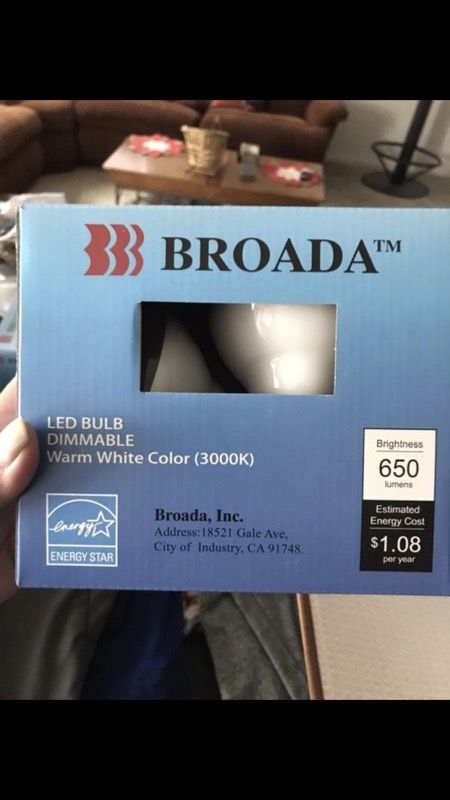 BROADA™
LED BULB
DIMMABLE
Warm White Color (3000K)
Brightness
650
lumens
Estimated
Energy Cost
$1.08
per year
energy
ENERGY STAR
Broada, Inc.
Address:18521 Gale Ave,
City of Industry, CA 91748.